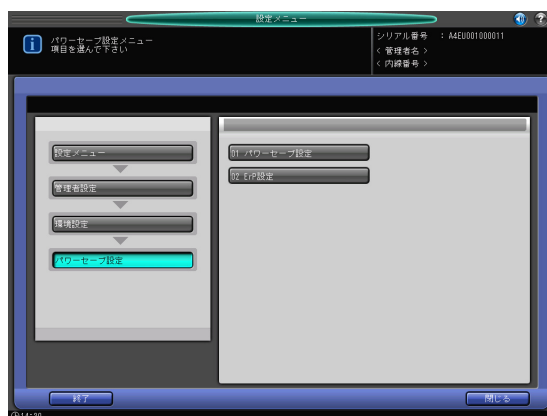 設定メニュー
パワーセーブ設定メニュー
項目を選んで下さい
シリアル番号 : A4EU001000011
< 管理者名 >
< 内線番号 >
設定メニュー
管理者設定
環境設定
パワーセーブ設定
01 パワーセーブ設定
02 ErP設定
終了
閉じる
14:20